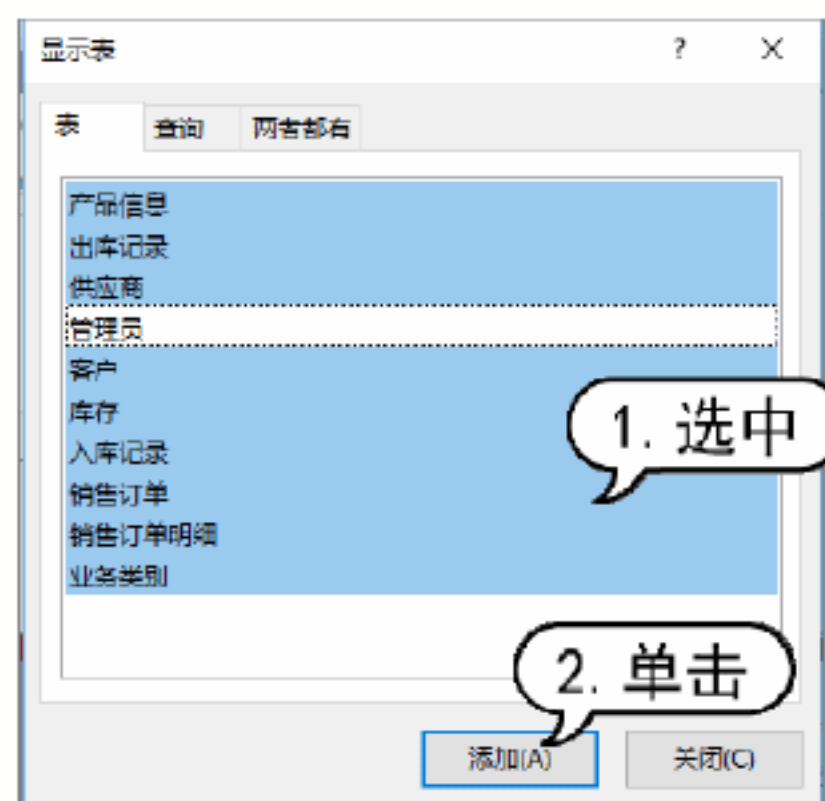 显示表 ? ×
表 查询 两者都有
产品信息
出库记录
供应商
管理员
客户
库存
入库记录
销售订单
销售订单明细
业务类别
1. 选中
2. 单击
添加(A) 关闭(C)